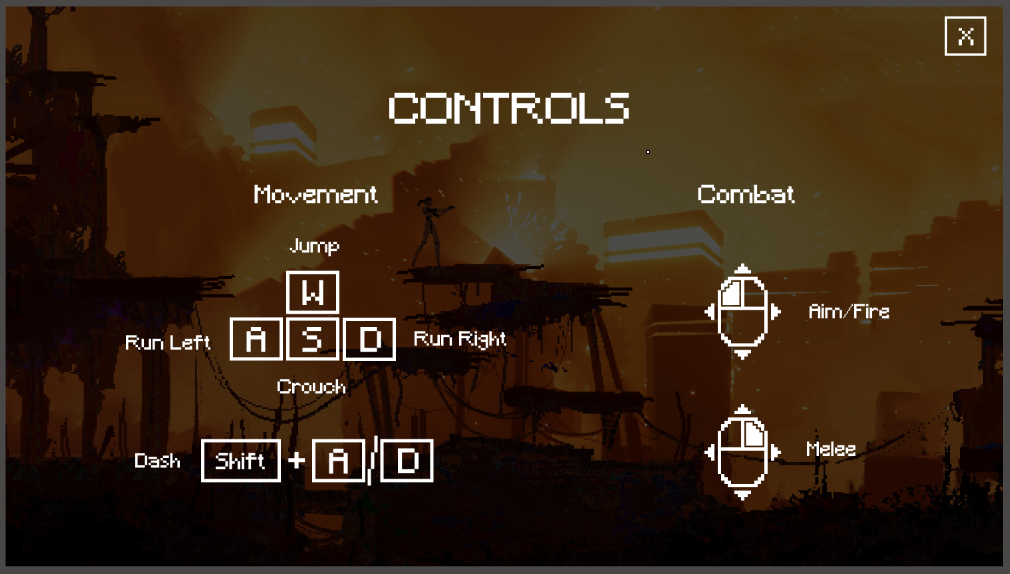 X
CONTROLS
Movement
Jump
W
Run Left A S D Run Right
Crouch
Dash Shift + A / D
Combat
Aim/Fire
Melee